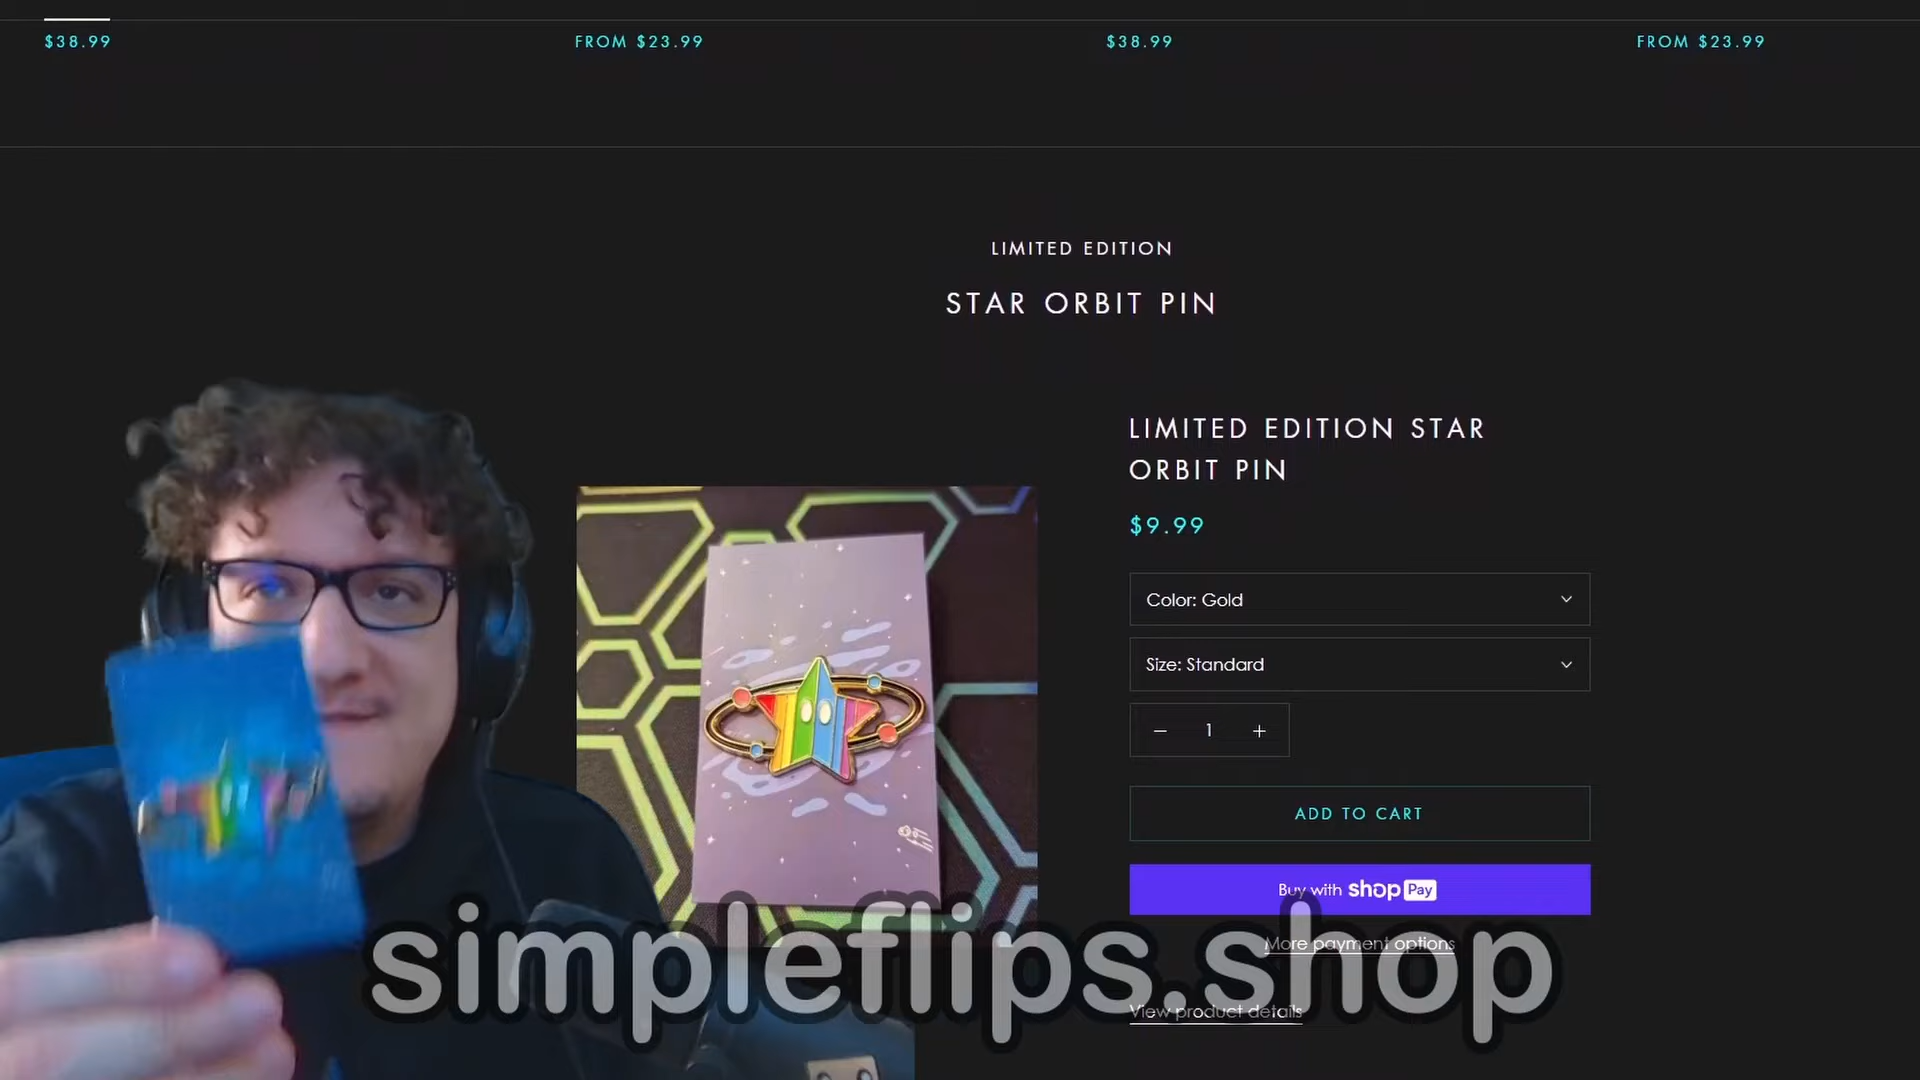 $38.99
FROM $23.99
$38.99
FROM $23.99
LIMITED EDITION
STAR ORBIT PIN
LIMITED EDITION STAR
ORBIT PIN
$9.99
Color: Gold
Size: Standard
1
ADD TO CART
Buy with shop Pay
More payment options
simpleflips.shop
View product details